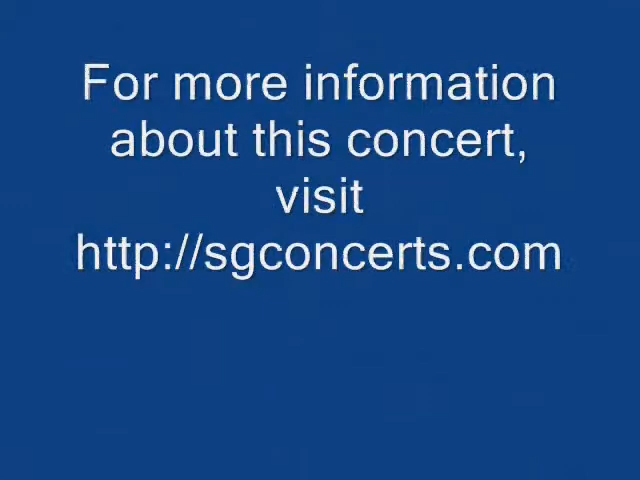 For more information
about this concert,
visit
http://sgconcerts.com